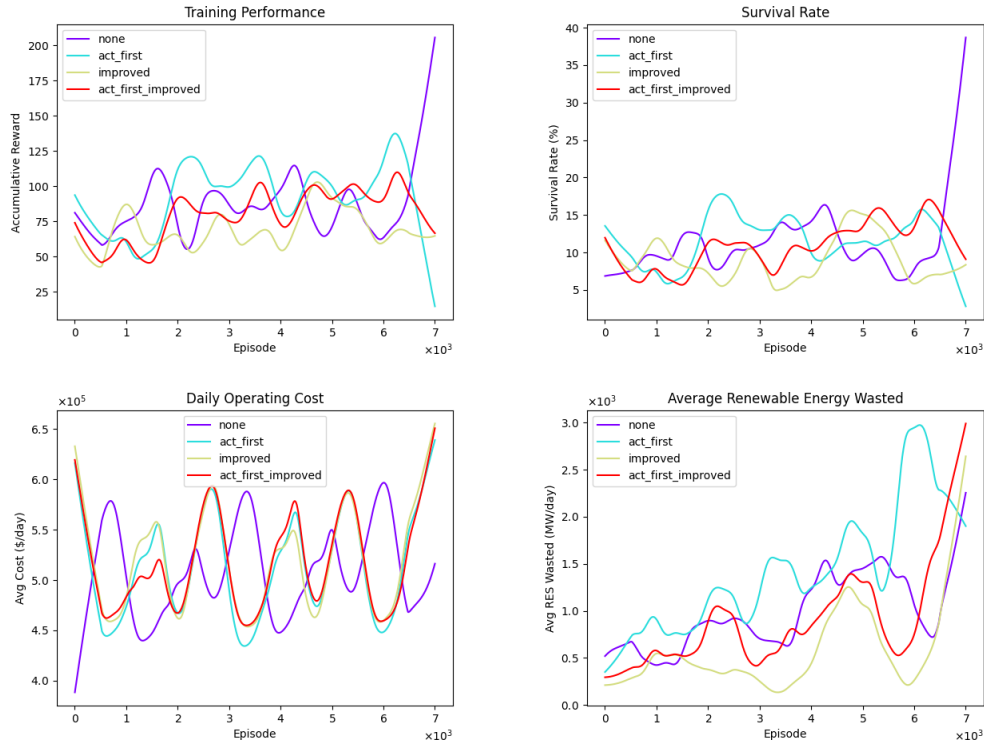 Training Performance
Accumulative Reward
200
175
150
125
100
75
50
25
none
act_first
improved
act_first_improved
0 1 2 3 4 5 6 7
Episode
×10³
Survival Rate
Survival Rate (%)
40
35
30
25
20
15
10
5
none
act_first
improved
act_first_improved
0 1 2 3 4 5 6 7
Episode
×10³
Daily Operating Cost
×10⁵
Avg Cost ($/day)
6.5
6.0
5.5
5.0
4.5
4.0
none
act_first
improved
act_first_improved
0 1 2 3 4 5 6 7
Episode
×10³
Average Renewable Energy Wasted
×10³
Avg RES Wasted (MW/day)
3.0
2.5
2.0
1.5
1.0
0.5
0.0
none
act_first
improved
act_first_improved
0 1 2 3 4 5 6 7
Episode
×10³